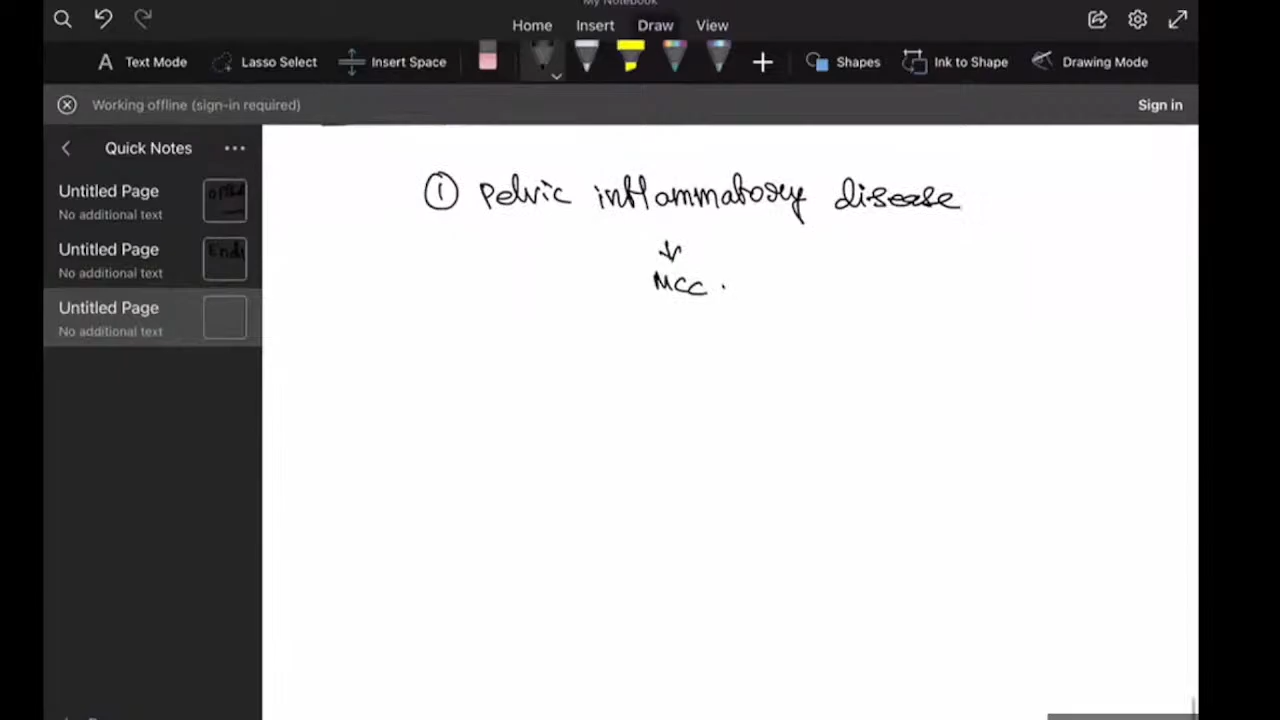 My Notebook
Home Insert Draw View
Text Mode Lasso Select Insert Space Shapes Ink to Shape Drawing Mode
Working offline (sign-in required) Sign in
Quick Notes
Untitled Page
No additional text
Untitled Page
No additional text
Untitled Page
No additional text
① Pelvic inflammatory disease
↓
MCC .